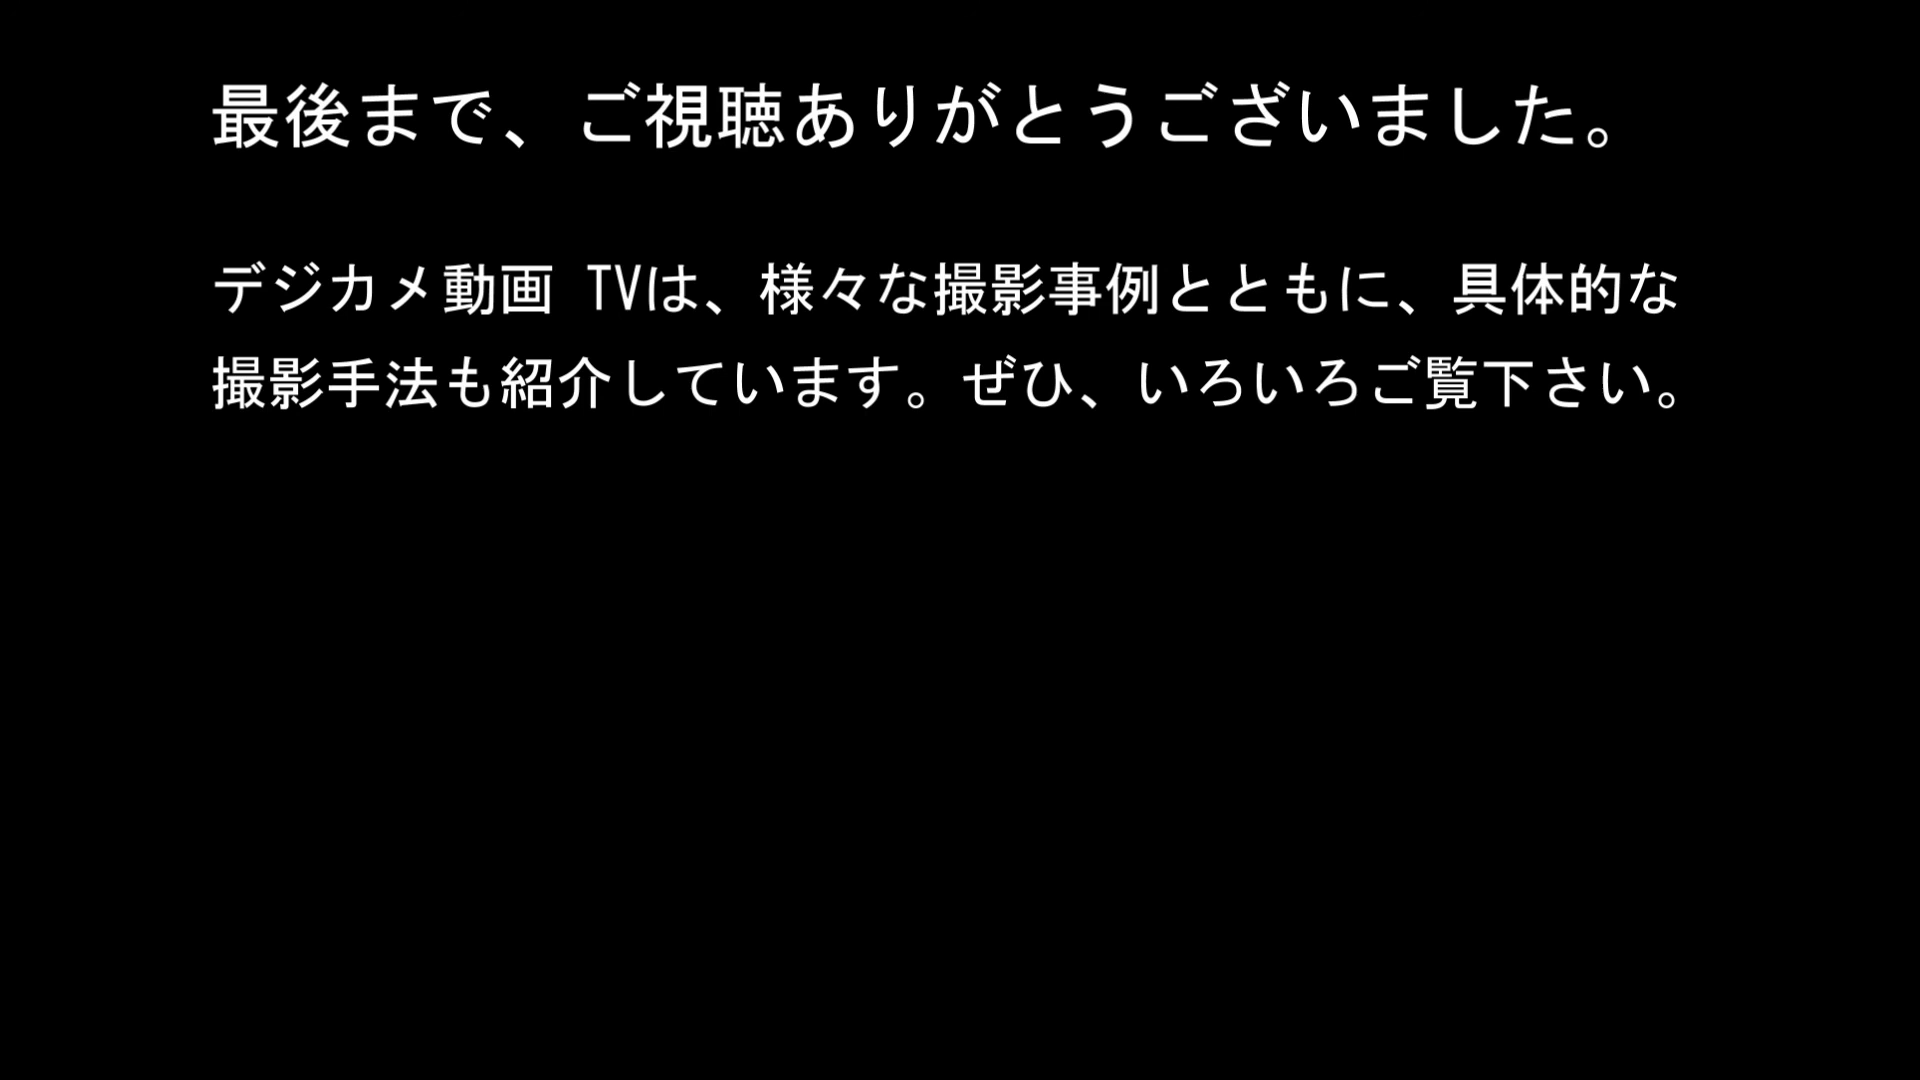 最後まで、ご視聴ありがとうございました。
デジカメ動画 TVは、様々な撮影事例とともに、具体的な
撮影手法も紹介しています。ぜひ、いろいろご覧下さい。